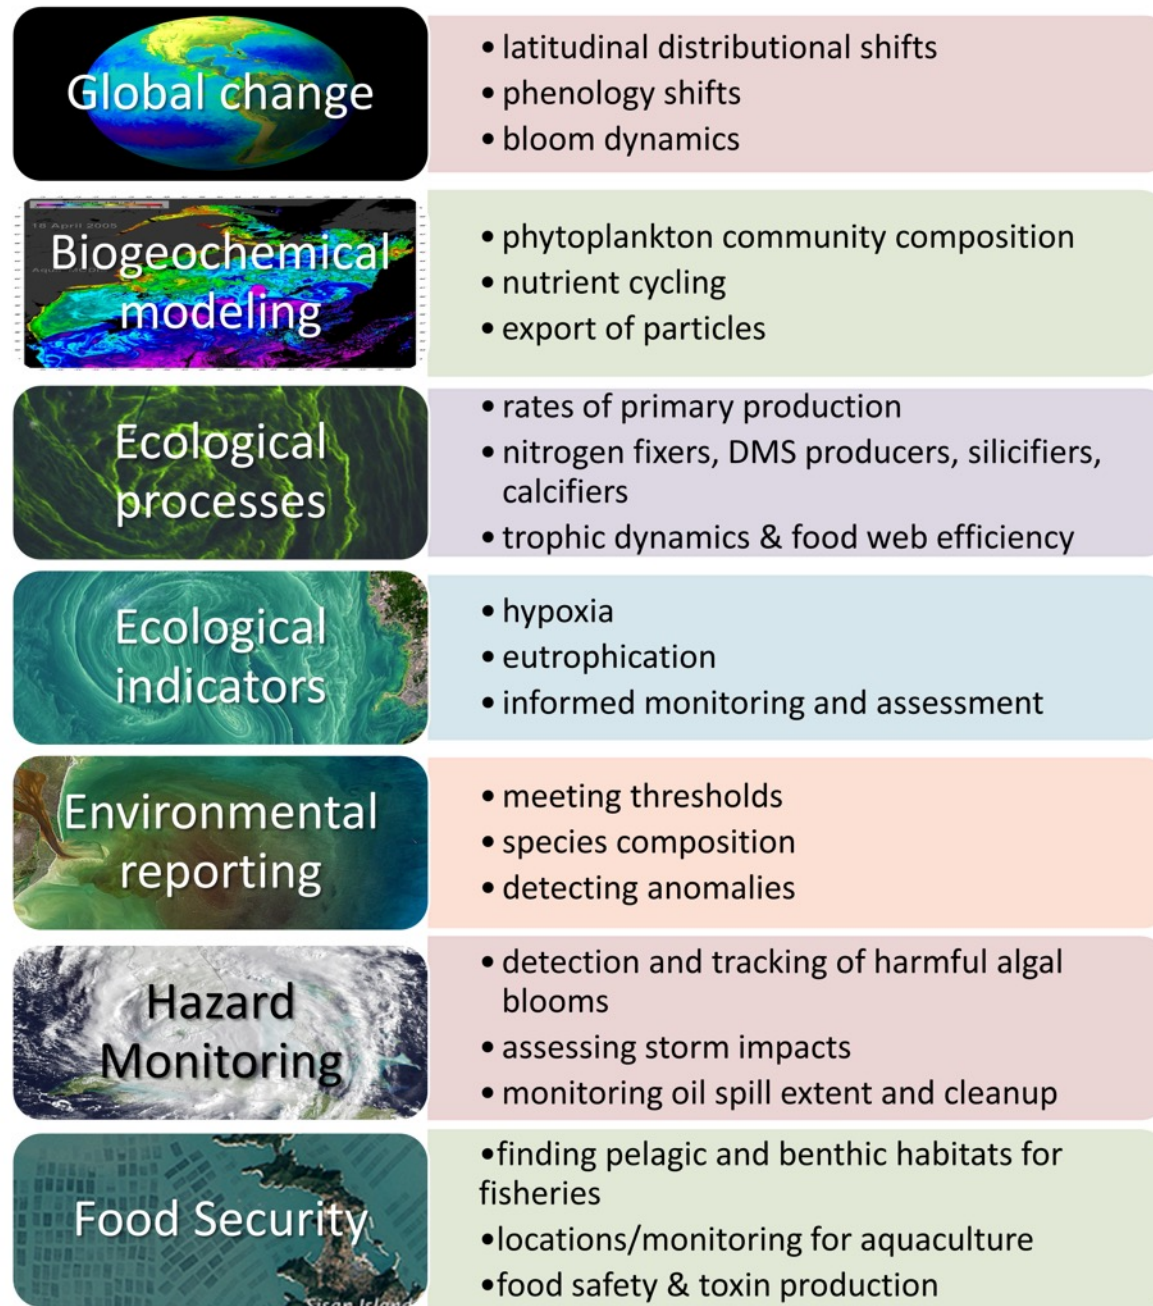 Global change
• latitudinal distributional shifts
• phenology shifts
• bloom dynamics
18 April 2005
Biogeochemical
modeling
• phytoplankton community composition
• nutrient cycling
• export of particles
Ecological
processes
• rates of primary production
• nitrogen fixers, DMS producers, silicifiers,
calcifiers
• trophic dynamics & food web efficiency
Ecological
indicators
• hypoxia
• eutrophication
• informed monitoring and assessment
Environmental
reporting
• meeting thresholds
• species composition
• detecting anomalies
Hazard
Monitoring
• detection and tracking of harmful algal
blooms
• assessing storm impacts
• monitoring oil spill extent and cleanup
Food Security
•finding pelagic and benthic habitats for
fisheries
•locations/monitoring for aquaculture
•food safety & toxin production
Island